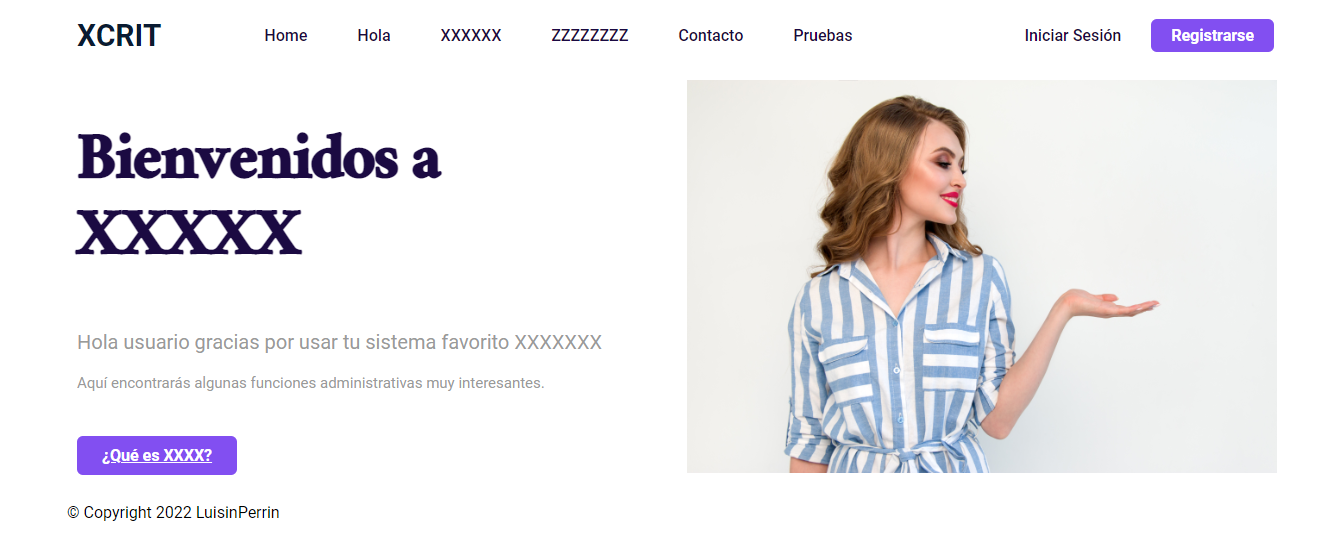 XCRIT
Home
Hola
XXXXXX
ZZZZZZZZ
Contacto
Pruebas
Iniciar Sesión
Registrarse
Bienvenidos a
XXXXX
Hola usuario gracias por usar tu sistema favorito XXXXXXX
Aquí encontrarás algunas funciones administrativas muy interesantes.
¿Qué es XXXX?
© Copyright 2022 LuisinPerrin